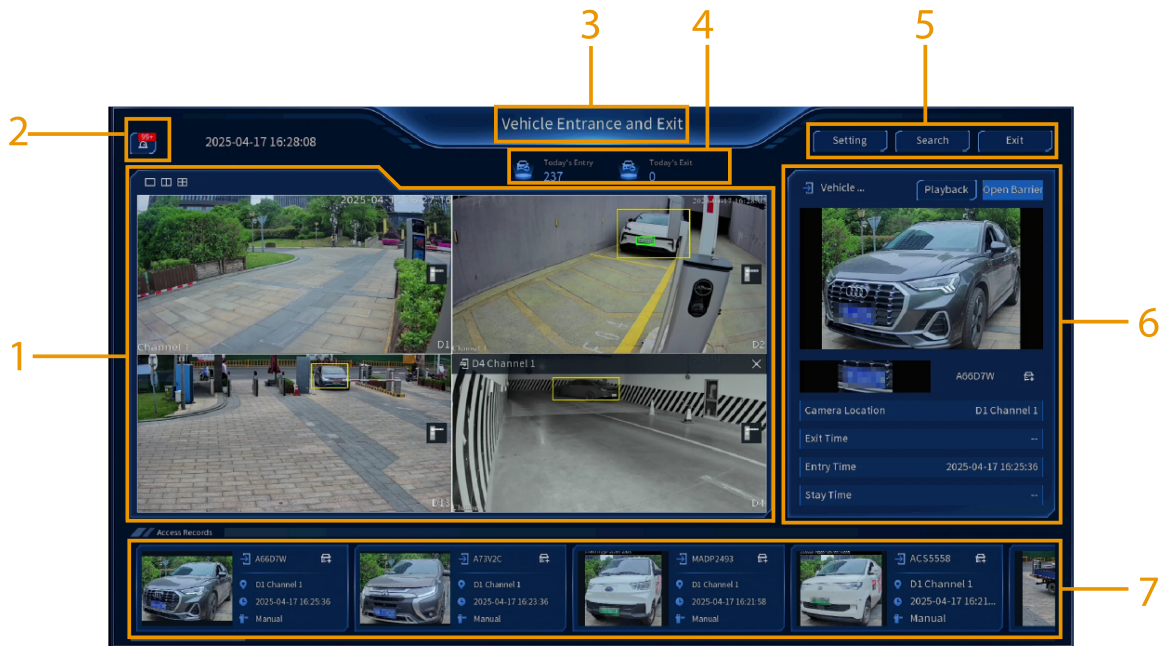 3
4
5
2
99+
2025-04-17 16:28:08
Vehicle Entrance and Exit
Setting
Search
Exit
Today's Entry
237
Today's Exit
0
Vehicle ...
Playback
Open Barrier
D1
D2
Channel 1
1
D4 Channel 1
D13
D4
6
A66D7W
Camera Location
D1 Channel 1
Exit Time
--
Entry Time
2025-04-17 16:25:36
Stay Time
--
Access Records
A66D7W
D1 Channel 1
2025-04-17 16:25:36
Manual
A73V2C
D1 Channel 1
2025-04-17 16:23:36
Manual
MADP2493
D1 Channel 1
2025-04-17 16:21:58
Manual
ACS5558
D1 Channel 1
2025-04-17 16:21...
Manual
7